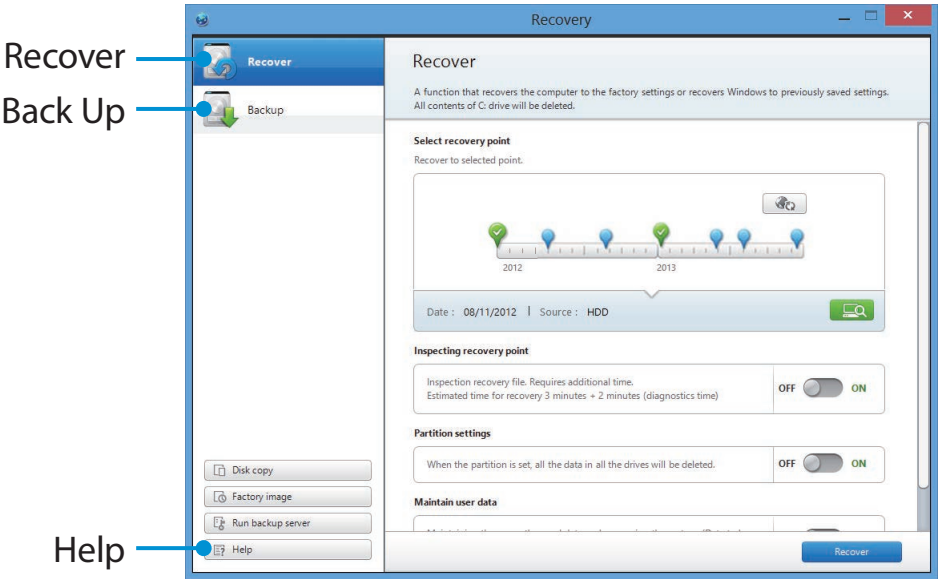 Recovery
Recover
Recover
Back Up
Backup
Recover
A function that recovers the computer to the factory settings or recovers Windows to previously saved settings.
All contents of C: drive will be deleted.
Select recovery point
Recover to selected point.
2012 2013
Date : 08/11/2012 | Source : HDD
Inspecting recovery point
Inspection recovery file. Requires additional time.
Estimated time for recovery 3 minutes + 2 minutes (diagnostics time)
OFF ON
Partition settings
When the partition is set, all the data in all the drives will be deleted.
OFF ON
Maintain user data
Disk copy
Factory image
Run backup server
Help
Help
Recover